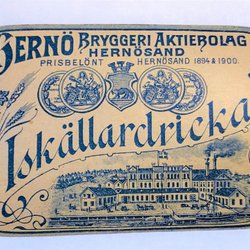 Bernö Bryggeri Aktiebolag
Hernösand
Prisbelönt Hernösand 1894 & 1900.
Iskällardricka